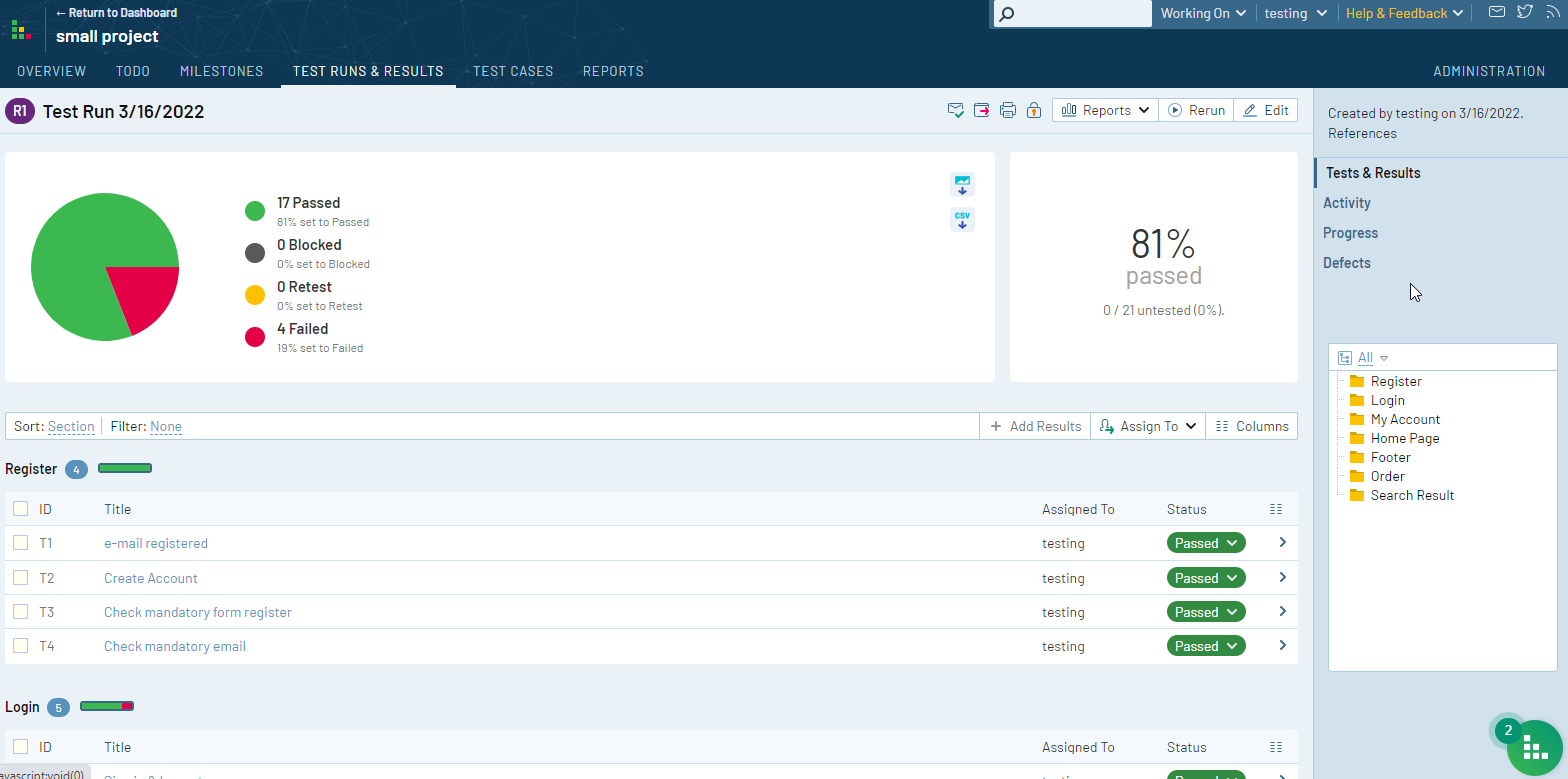 ← Return to Dashboard
small project
Working On
testing
Help & Feedback
OVERVIEW
TODO
MILESTONES
TEST RUNS & RESULTS
TEST CASES
REPORTS
ADMINISTRATION
R1
Test Run 3/16/2022
Reports
Rerun
Edit
17 Passed
81% set to Passed
0 Blocked
0% set to Blocked
0 Retest
0% set to Retest
4 Failed
19% set to Failed
CSV
81%
passed
0 / 21 untested (0%).
Sort: Section
Filter: None
Add Results
Assign To
Columns
Register 4
ID Title Assigned To Status
T1 e-mail registered testing Passed
T2 Create Account testing Passed
T3 Check mandatory form register testing Passed
T4 Check mandatory email testing Passed
Login 5
ID Title Assigned To Status
avascript:void(0)
Created by testing on 3/16/2022.
References
Tests & Results
Activity
Progress
Defects
All
Register
Login
My Account
Home Page
Footer
Order
Search Result
2